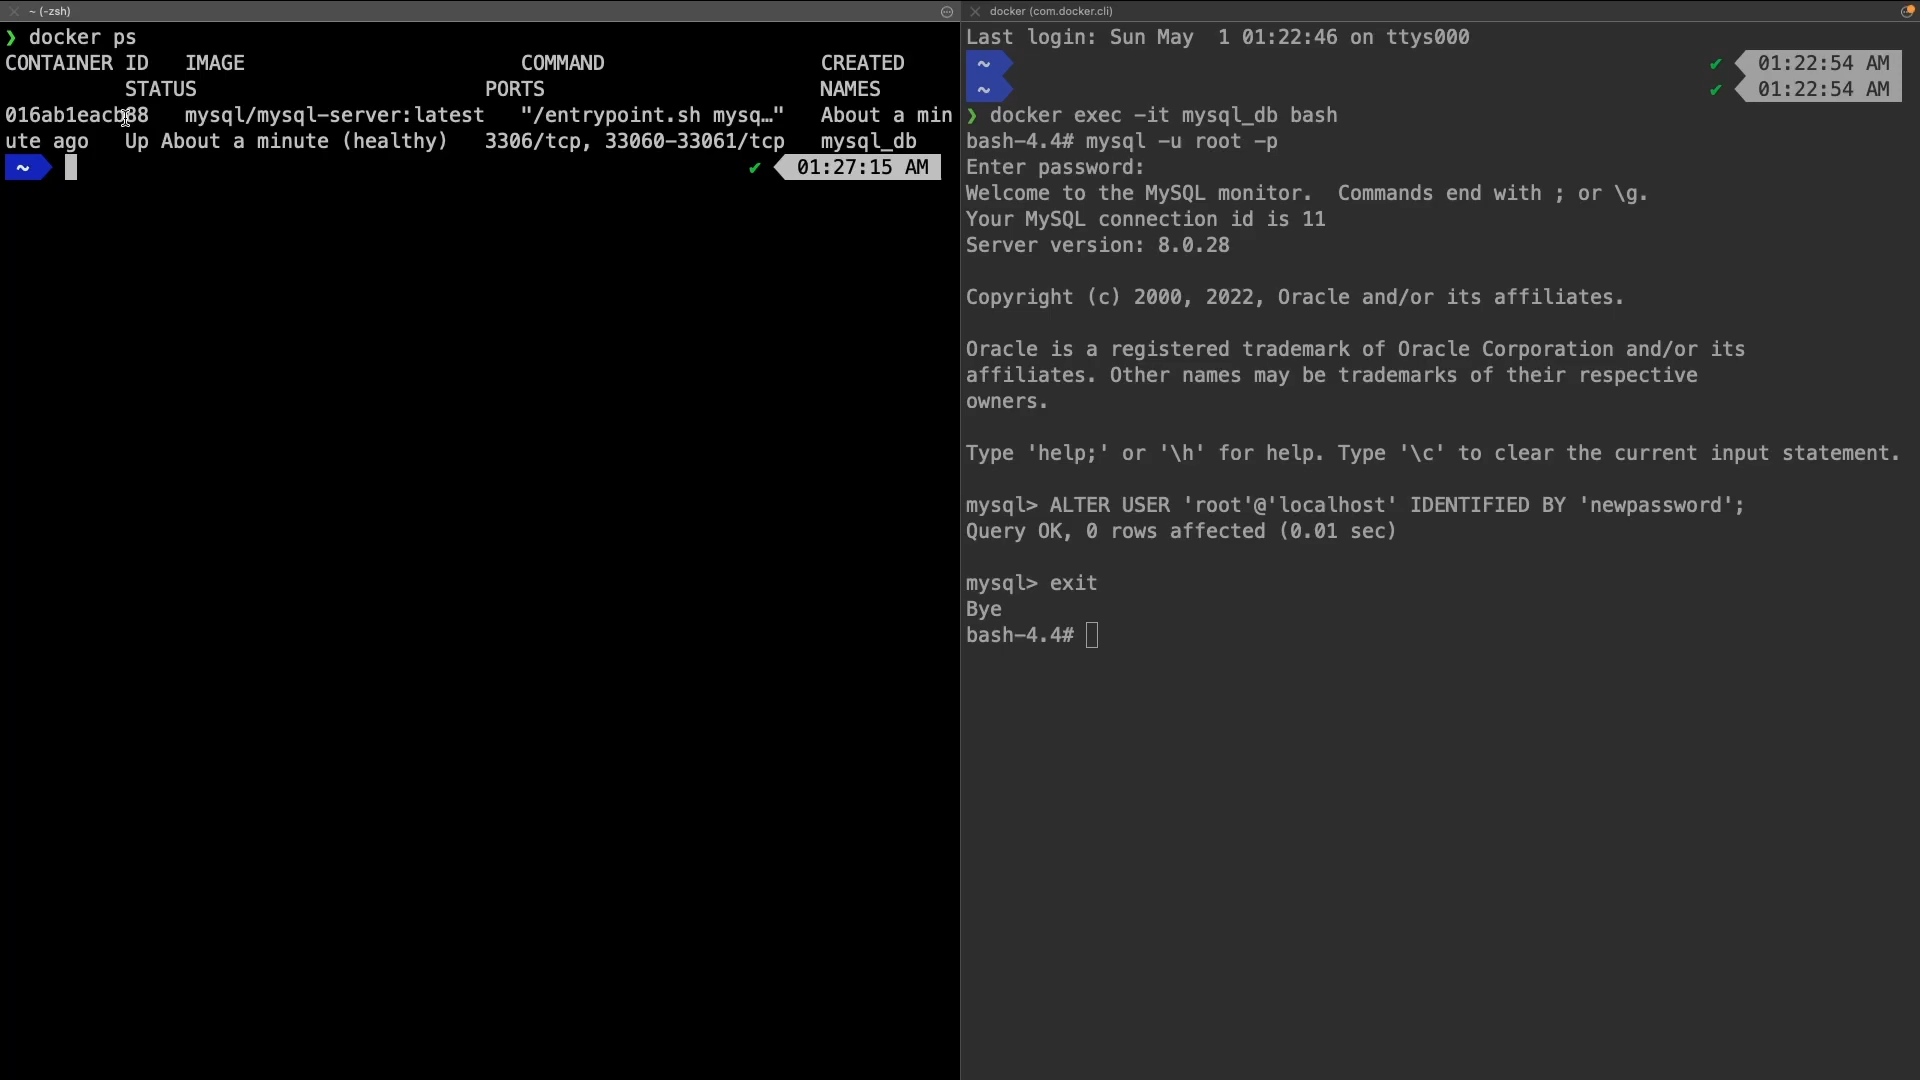 ~ (-zsh)
❯ docker ps
CONTAINER ID   IMAGE                       COMMAND                  CREATED
          STATUS                        PORTS                       NAMES
mysql/mysql-server:latest   "/entrypoint.sh mysq…"   About a min
ute ago   Up About a minute (healthy)   3306/tcp, 33060-33061/tcp   mysql_db
~ ✔ 01:27:15 AM
docker (com.docker.cli)
Last login: Sun May  1 01:22:46 on ttys000
~ ✔ 01:22:54 AM
~ ✔ 01:22:54 AM
❯ docker exec -it mysql_db bash
bash-4.4# mysql -u root -p
Enter password:
Welcome to the MySQL monitor.  Commands end with ; or \g.
Your MySQL connection id is 11
Server version: 8.0.28
Copyright (c) 2000, 2022, Oracle and/or its affiliates.
Oracle is a registered trademark of Oracle Corporation and/or its
affiliates. Other names may be trademarks of their respective
owners.
Type 'help;' or '\h' for help. Type '\c' to clear the current input statement.
mysql> ALTER USER 'root'@'localhost' IDENTIFIED BY 'newpassword';
Query OK, 0 rows affected (0.01 sec)
mysql> exit
Bye
bash-4.4#